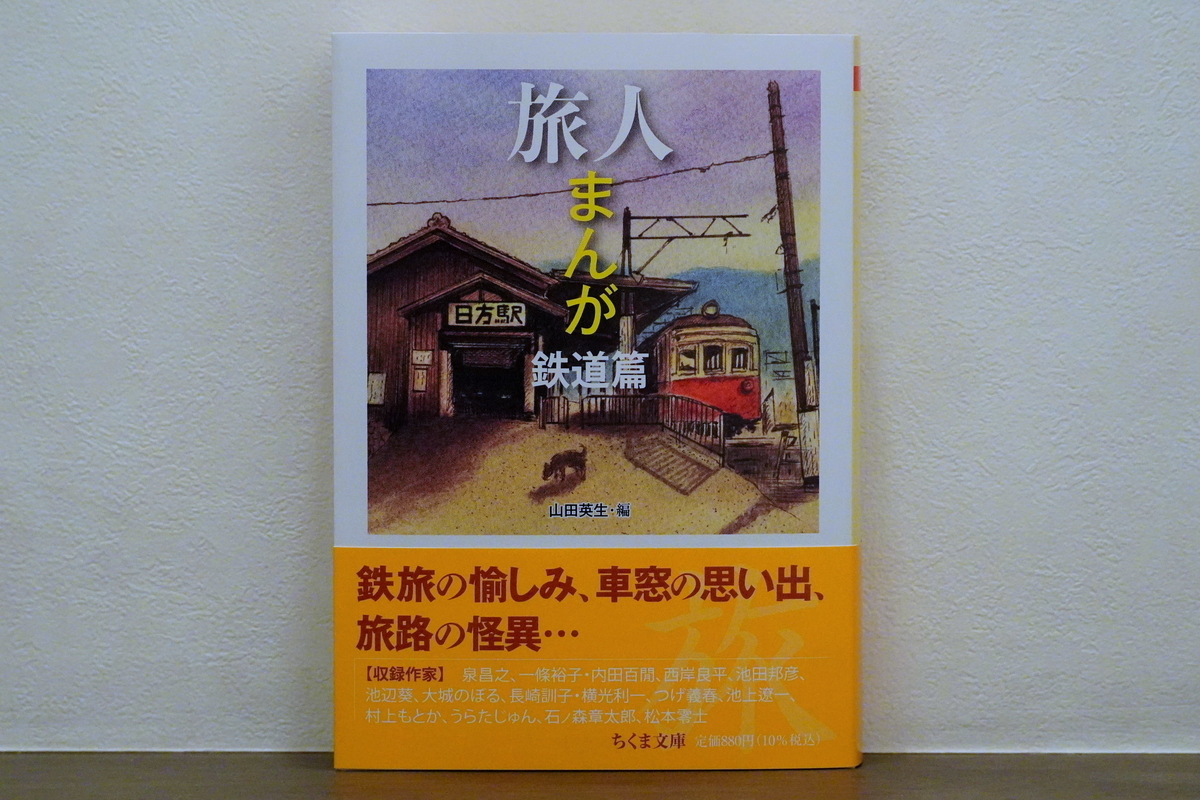 旅人
まんが
鉄道篇
日方駅
山田英生・編
鉄旅の愉しみ、車窓の思い出、
旅路の怪異…
【収録作家】 泉昌之、一條裕子・内田百閒、西岸良平、池田邦彦、
池辺葵、大城のぼる、長崎訓子・横光利一、つげ義春、池上遼一、
村上もとか、うらたじゅん、石ノ森章太郎、松本零士
ちくま文庫 定価880円(10%税込)
旅